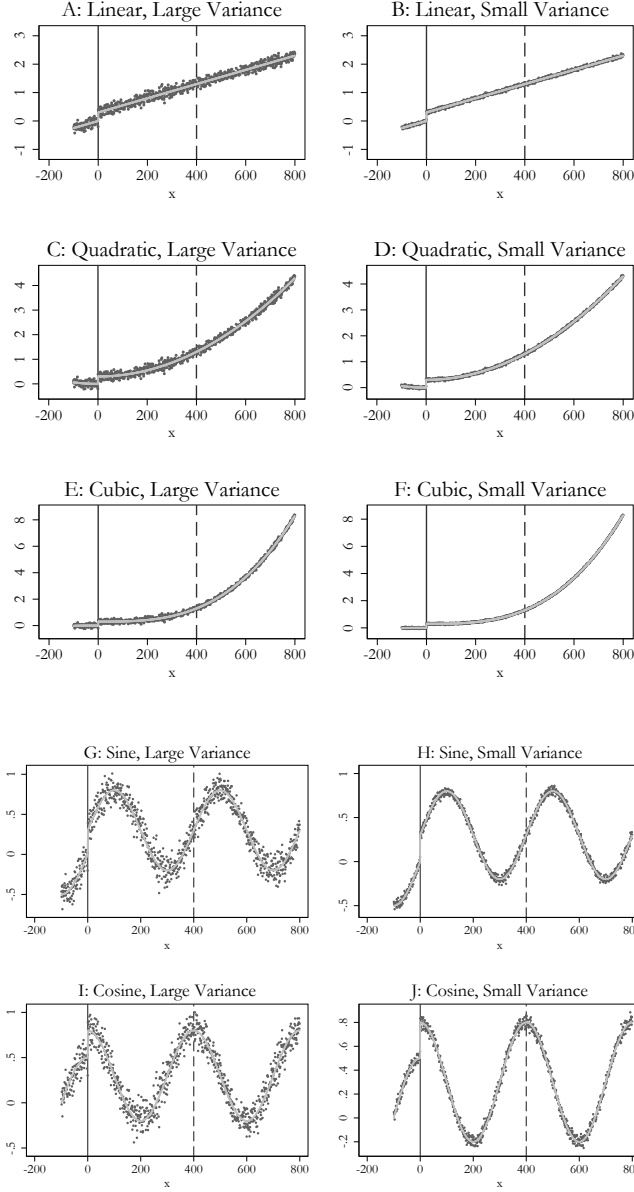 A: Linear, Large Variance
3
2
1
0
-1
-200 0 200 400 600 800
x
B: Linear, Small Variance
3
2
1
0
-1
-200 0 200 400 600 800
x
C: Quadratic, Large Variance
4
3
2
1
0
-200 0 200 400 600 800
x
D: Quadratic, Small Variance
4
3
2
1
0
-200 0 200 400 600 800
x
E: Cubic, Large Variance
8
6
4
2
0
-200 0 200 400 600 800
x
F: Cubic, Small Variance
8
6
4
2
0
-200 0 200 400 600 800
x
G: Sine, Large Variance
1
.5
0
-.5
-200 0 200 400 600 800
x
H: Sine, Small Variance
1
.5
0
-.5
-200 0 200 400 600 800
x
I: Cosine, Large Variance
1
.5
0
-.5
-200 0 200 400 600 800
x
J: Cosine, Small Variance
.8
.6
.4
.2
0
-.2
-200 0 200 400 600 800
x